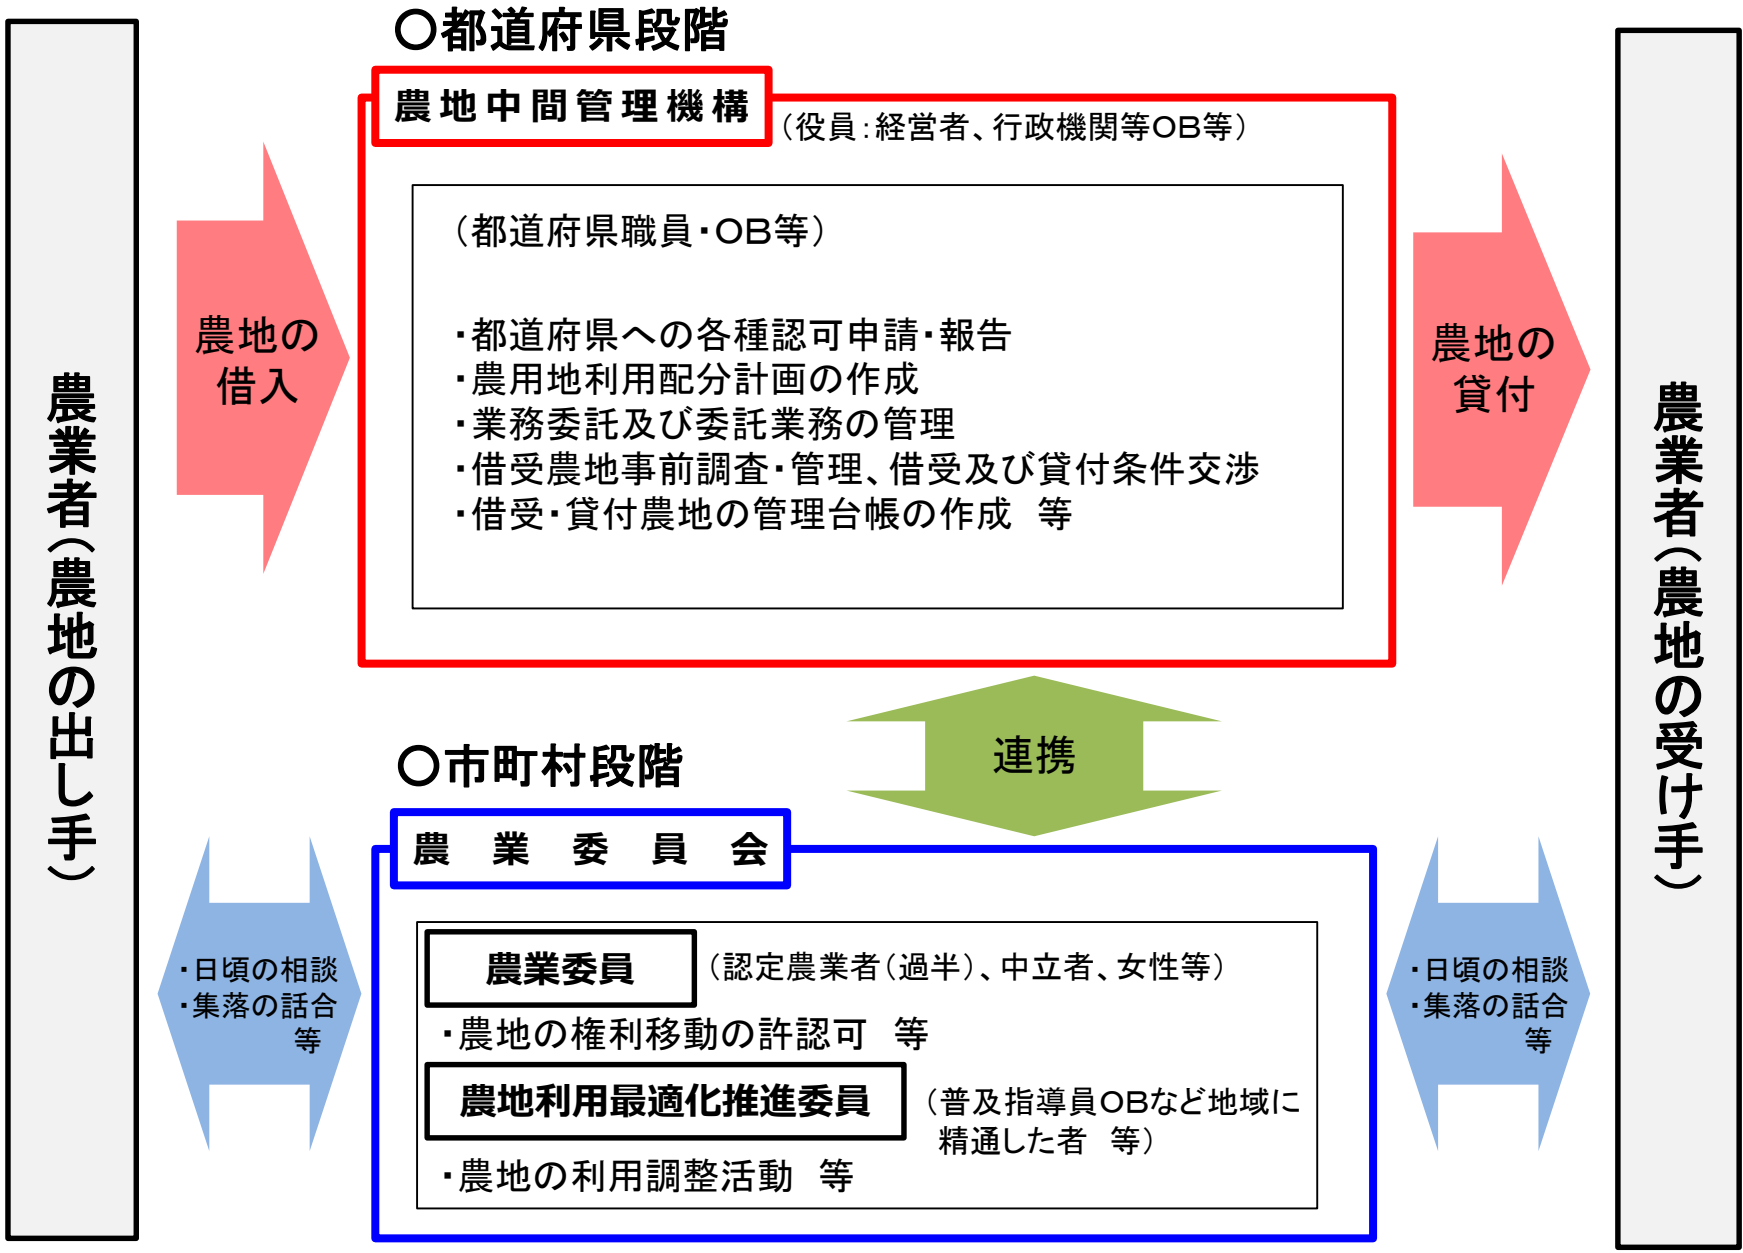 農業者(農地の出し手)
○都道府県段階
農地中間管理機構
(役員:経営者、行政機関等OB等)
(都道府県職員・OB等)
・都道府県への各種認可申請・報告
・農用地利用配分計画の作成
・業務委託及び委託業務の管理
・借受農地事前調査・管理、借受及び貸付条件交渉
・借受・貸付農地の管理台帳の作成 等
農地の
借入
農地の
貸付
連携
○市町村段階
農業委員会
農業委員
(認定農業者(過半)、中立者、女性等)
・農地の権利移動の許認可 等
農地利用最適化推進委員
(普及指導員OBなど地域に
精通した者 等)
・農地の利用調整活動 等
・日頃の相談
・集落の話合
等
・日頃の相談
・集落の話合
等
農業者(農地の受け手)